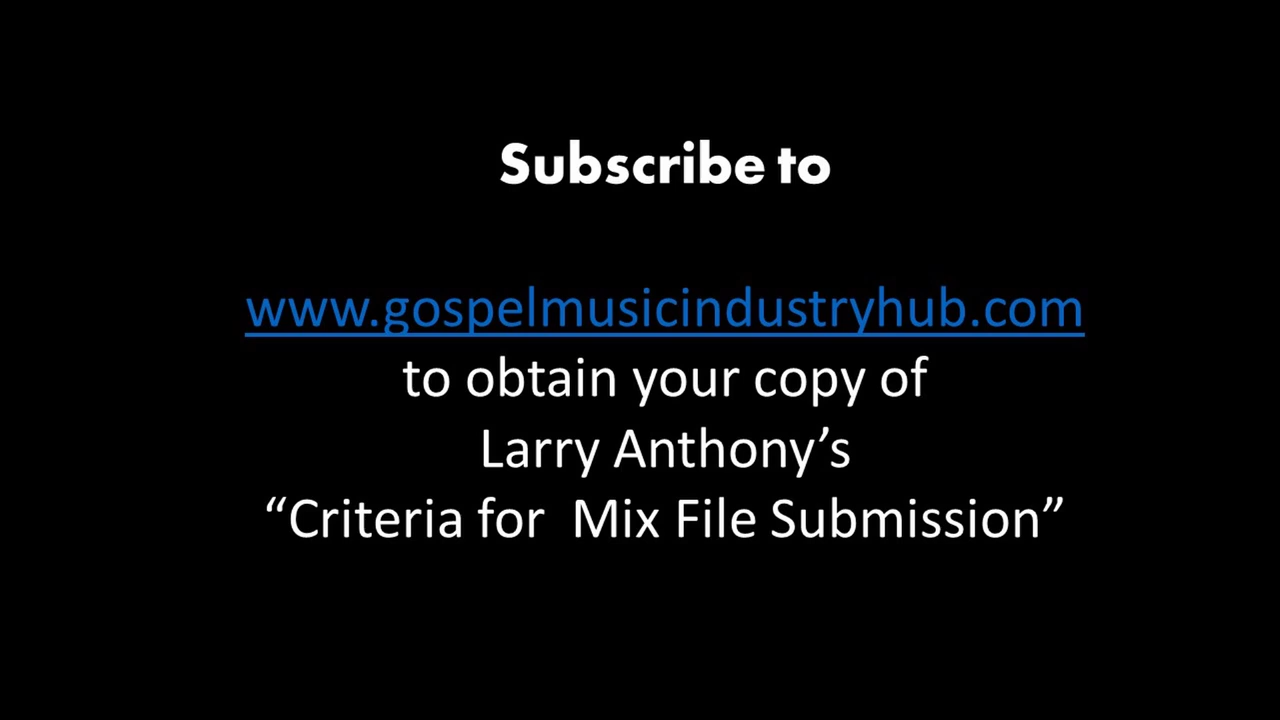 Subscribe to
www.gospelmusicindustryhub.com
to obtain your copy of
Larry Anthony’s
“Criteria for  Mix File Submission”